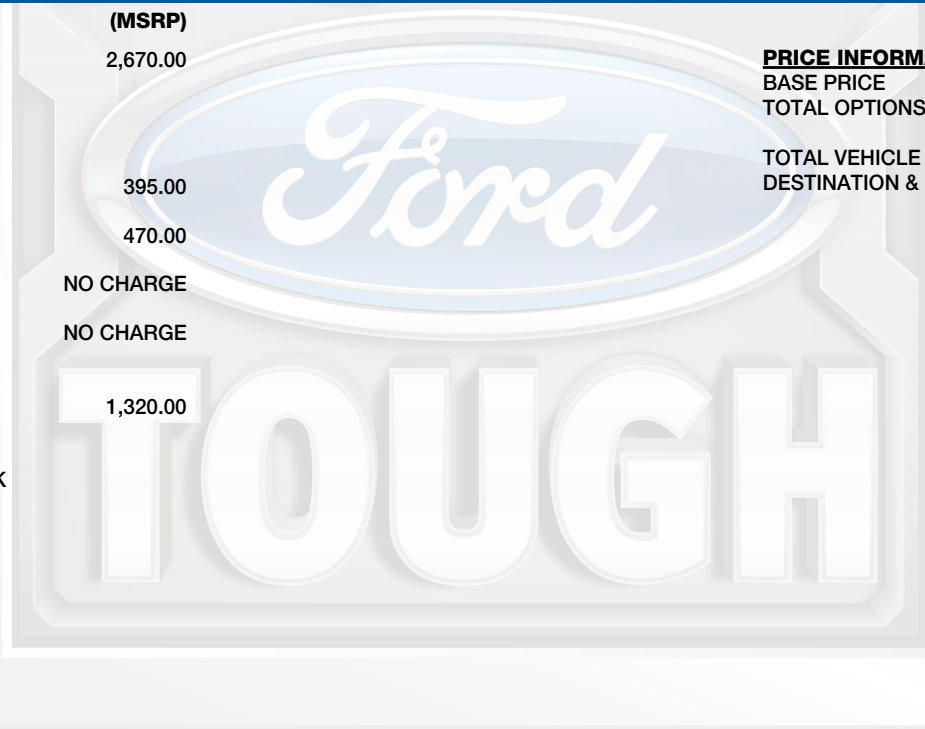 (MSRP)
2,670.00
395.00
470.00
NO CHARGE
NO CHARGE
1,320.00
K
PRICE INFORMA
BASE PRICE
TOTAL OPTIONS
TOTAL VEHICLE
DESTINATION &
Ford
TOUGH